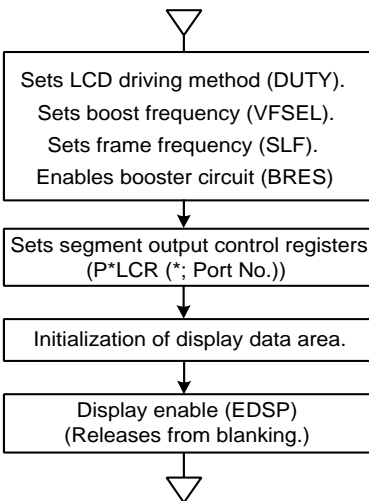 Sets LCD driving method (DUTY).
Sets boost frequency (VFSEL).
Sets frame frequency (SLF).
Enables booster circuit (BRES)
Sets segment output control registers
(P*LCR (*; Port No.))
Initialization of display data area.
Display enable (EDSP)
(Releases from blanking.)